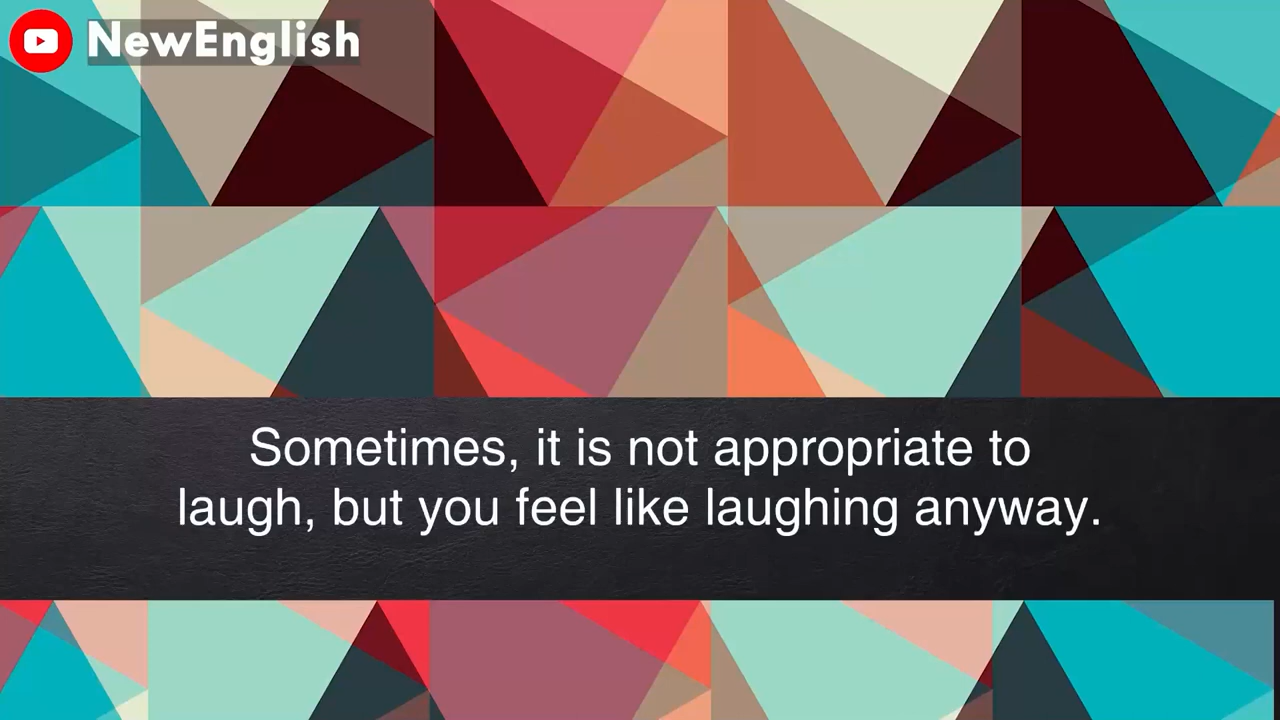 NewEnglish
Sometimes, it is not appropriate to
laugh, but you feel like laughing anyway.